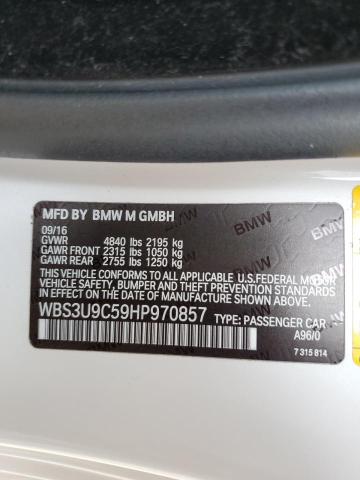 MFD BY BMW M GMBH
09/16
GVWR 4840 lbs 2195 kg
GAWR FRONT 2315 lbs 1050 kg
GAWR REAR 2755 lbs 1250 kg
THIS VEHICLE CONFORMS TO ALL APPLICABLE U.S. FEDERAL MOTOR
VEHICLE SAFETY, BUMPER, AND THEFT PREVENTION STANDARDS
IN EFFECT ON THE DATE OF MANUFACTURE SHOWN ABOVE.
WBS3U9C59HP970857 TYPE: PASSENGER CAR
A96/0
7 315 814
BMW